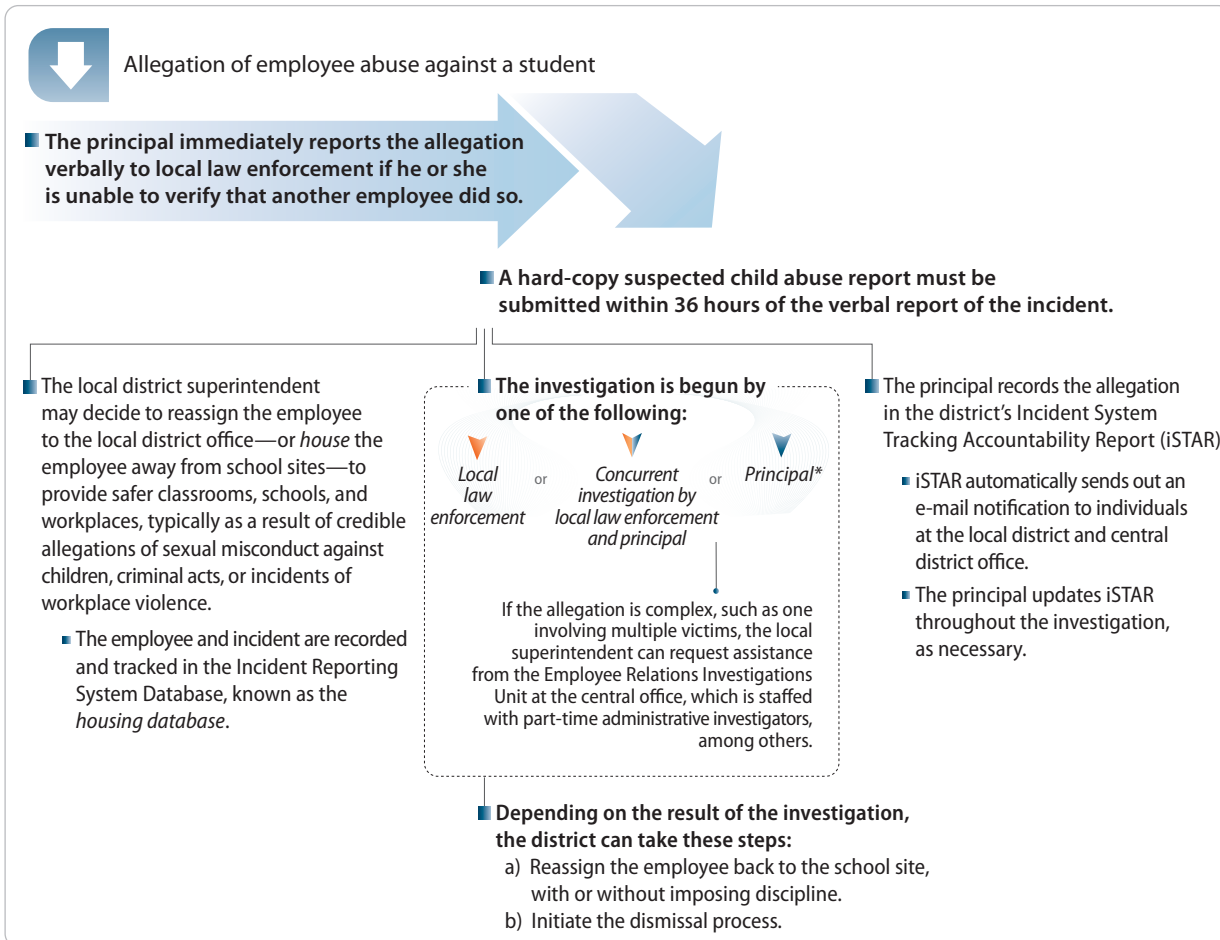 Allegation of employee abuse against a student
The principal immediately reports the allegation
verbally to local law enforcement if he or she
is unable to verify that another employee did so.
A hard-copy suspected child abuse report must be
submitted within 36 hours of the verbal report of the incident.
The local district superintendent
may decide to reassign the employee
to the local district office—or house the
employee away from school sites—to
provide safer classrooms, schools, and
workplaces, typically as a result of credible
allegations of sexual misconduct against
children, criminal acts, or incidents of
workplace violence.
The employee and incident are recorded
and tracked in the Incident Reporting
System Database, known as the
housing database.
The investigation is begun by
one of the following:
Local
law
enforcement
or
Concurrent
investigation by
local law enforcement
and principal
or
Principal*
If the allegation is complex, such as one
involving multiple victims, the local
superintendent can request assistance
from the Employee Relations Investigations
Unit at the central office, which is staffed
with part-time administrative investigators,
among others.
The principal records the allegation
in the district’s Incident System
Tracking Accountability Report (iSTAR)
iSTAR automatically sends out an
e-mail notification to individuals
at the local district and central
district office.
The principal updates iSTAR
throughout the investigation,
as necessary.
Depending on the result of the investigation,
the district can take these steps:
a) Reassign the employee back to the school site,
with or without imposing discipline.
b) Initiate the dismissal process.